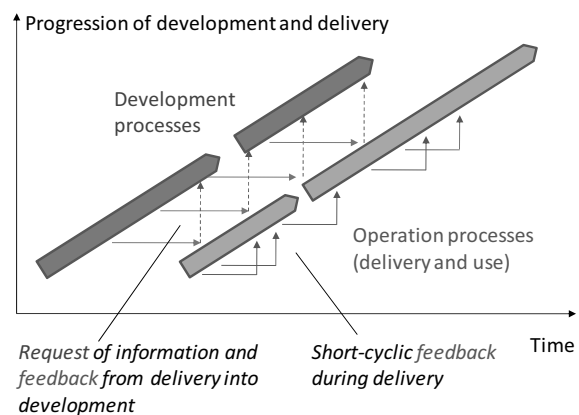 Progression of development and delivery
Development
processes
Operation processes
(delivery and use)
Time
Request of information and
feedback from delivery into
development
Short-cyclic feedback
during delivery